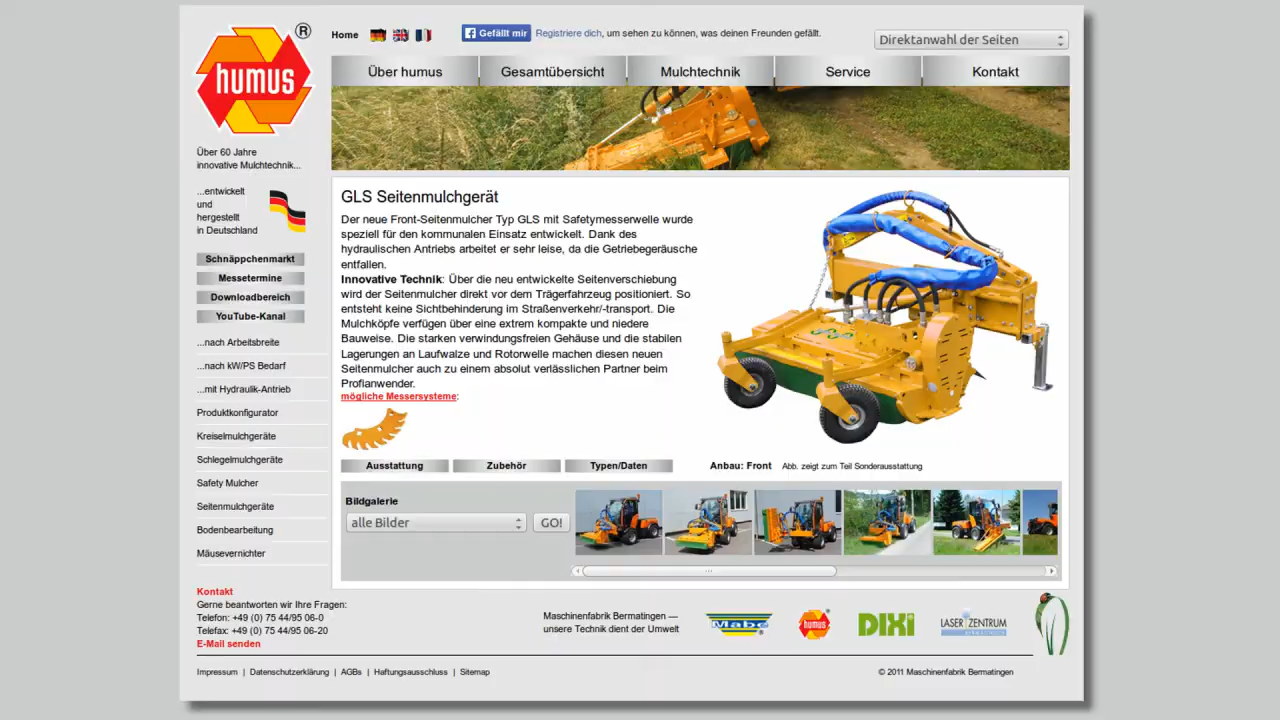 humus
®
Über 60 Jahre
innovative Mulchtechnik...
...entwickelt
und
hergestellt
in Deutschland
Schnäppchenmarkt
Messetermine
Downloadbereich
YouTube-Kanal
...nach Arbeitsbreite
...nach kW/PS Bedarf
...mit Hydraulik-Antrieb
Produktkonfigurator
Kreiselmulchgeräte
Schlegelmulchgeräte
Safety Mulcher
Seitenmulchgeräte
Bodenbearbeitung
Mäusevernichter
Home
Gefällt mir
Registriere dich, um sehen zu können, was deinen Freunden gefällt.
Direktanwahl der Seiten
Über humus
Gesamtübersicht
Mulchtechnik
Service
Kontakt
GLS Seitenmulchgerät
Der neue Front-Seitenmulcher Typ GLS mit Safetymesserwelle wurde
speziell für den kommunalen Einsatz entwickelt. Dank des
hydraulischen Antriebs arbeitet er sehr leise, da die Getriebegeräusche
entfallen.
Innovative Technik: Über die neu entwickelte Seitenverschiebung
wird der Seitenmulcher direkt vor dem Trägerfahrzeug positioniert. So
entsteht keine Sichtbehinderung im Straßenverkehr/-transport. Die
Mulchköpfe verfügen über eine extrem kompakte und niedere
Bauweise. Die starken verwindungsfreien Gehäuse und die stabilen
Lagerungen an Laufwalze und Rotorwelle machen diesen neuen
Seitenmulcher auch zu einem absolut verlässlichen Partner beim
Profianwender.
mögliche Messersysteme:
Ausstattung
Zubehör
Typen/Daten
Anbau: Front
Abb. zeigt zum Teil Sonderausstattung
Bildgalerie
alle Bilder
GO!
Kontakt
Gerne beantworten wir Ihre Fragen:
Telefon: +49 (0) 75 44/95 06-0
Telefax: +49 (0) 75 44/95 06-20
E-Mail senden
Maschinenfabrik Bermatingen —
unsere Technik dient der Umwelt
Mabe
humus
DIXI
LASER ZENTRUM
Impressum | Datenschutzerklärung | AGBs | Haftungsausschluss | Sitemap
© 2011 Maschinenfabrik Bermatingen